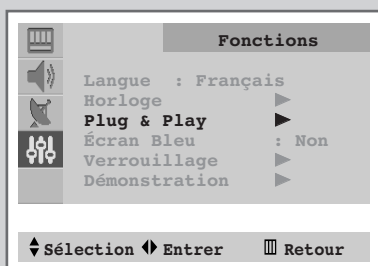 Fonctions
Langue : Français
Horloge ▶
Plug & Play ▶
Écran Bleu : Non
Verrouillage ▶
Démonstration ▶
Sélection Entrer Retour